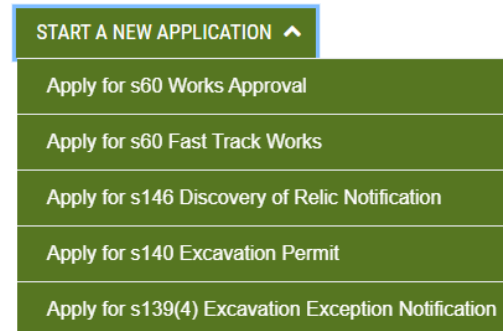 START A NEW APPLICATION
Apply for s60 Works Approval
Apply for s60 Fast Track Works
Apply for s146 Discovery of Relic Notification
Apply for s140 Excavation Permit
Apply for s139(4) Excavation Exception Notification